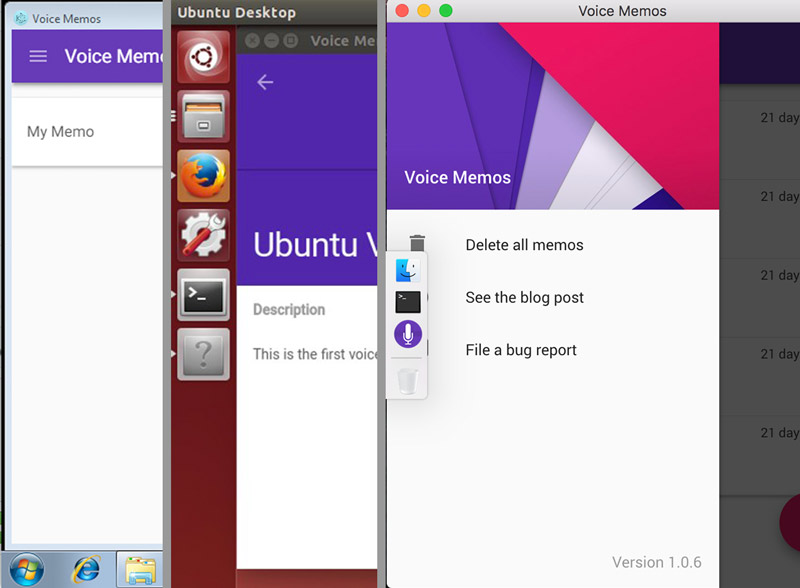 Voice Memos
Voice Mem
My Memo
Ubuntu Desktop
Voice Me
Ubuntu V
Description
This is the first voice
Voice Memos
Voice Memos
Delete all memos
See the blog post
File a bug report
Version 1.0.6
21 day
21 day
21 day
21 day
21 day